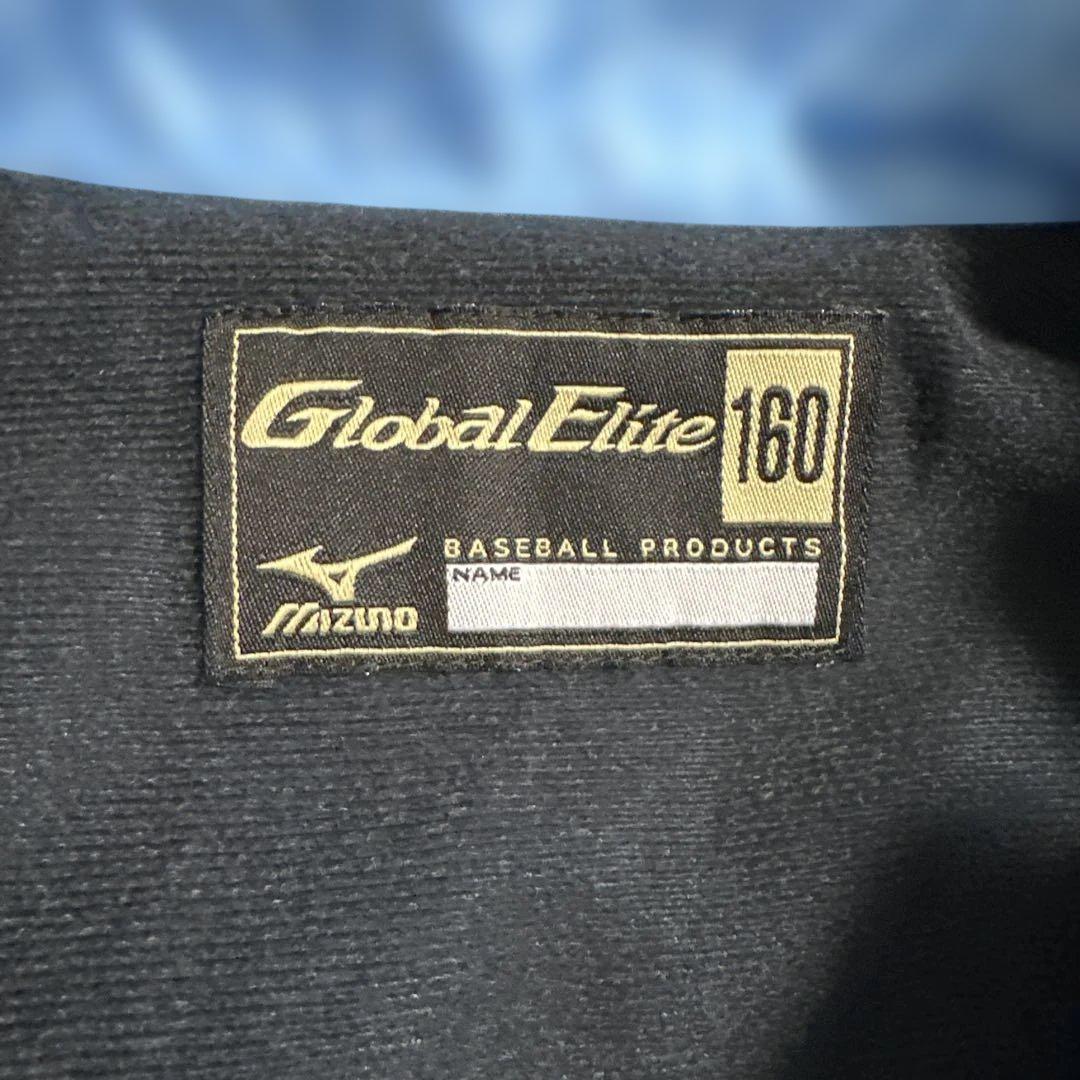 Global Elite
160
BASEBALL PRODUCTS
NAME
Mizuno